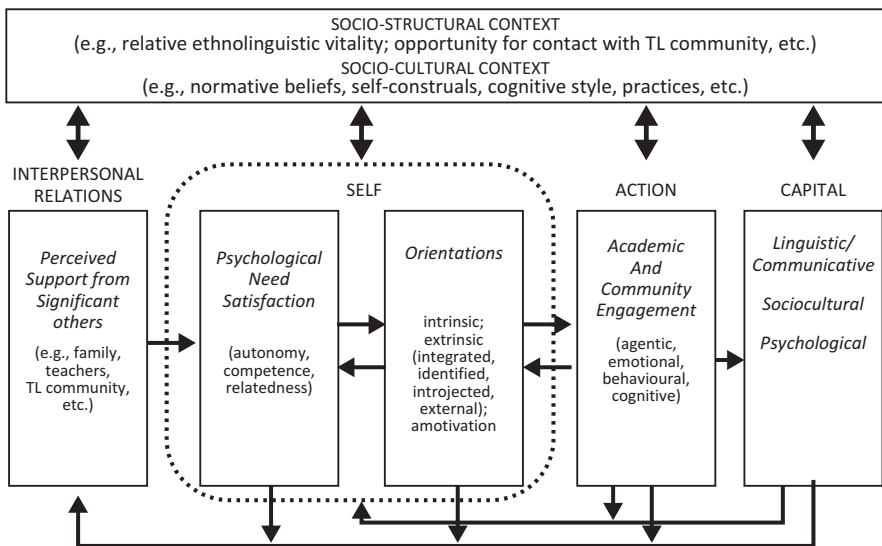 SOCIO-STRUCTURAL CONTEXT
(e.g., relative ethnolinguistic vitality; opportunity for contact with TL community, etc.)
SOCIO-CULTURAL CONTEXT
(e.g., normative beliefs, self-construals, cognitive style, practices, etc.)
INTERPERSONAL
RELATIONS
Perceived
Support from
Significant
others
(e.g., family,
teachers,
TL community,
etc.)
SELF
Psychological
Need
Satisfaction
(autonomy,
competence,
relatedness)
Orientations
intrinsic;
extrinsic
(integrated,
identified,
introjected,
external);
amotivation
ACTION
Academic
And
Community
Engagement
(agentic,
emotional,
behavioural,
cognitive)
CAPITAL
Linguistic/
Communicative
Sociocultural
Psychological